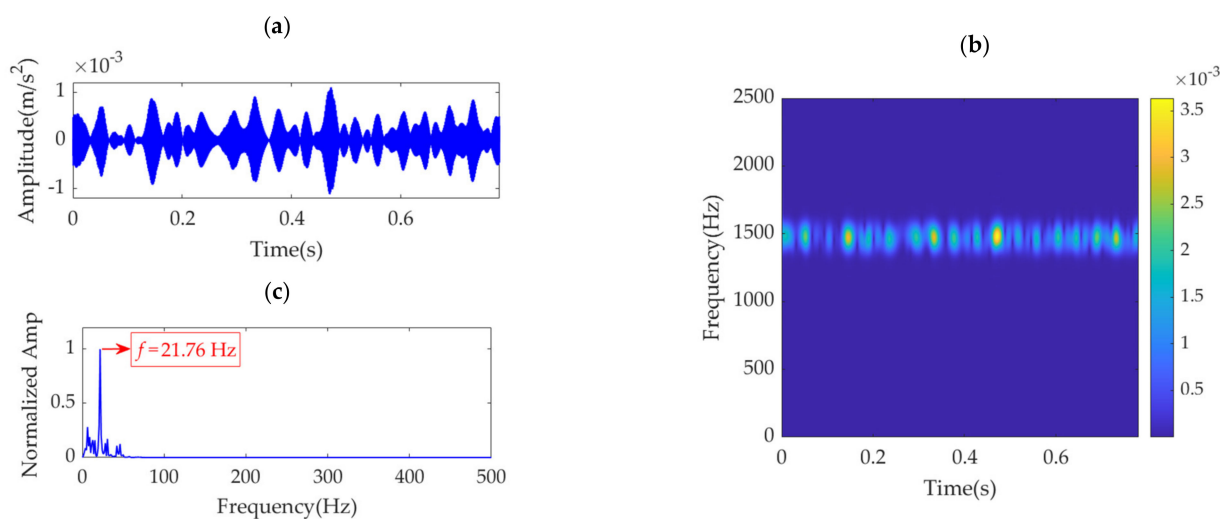 (a)
×10⁻³
1
0
-1
Amplitude(m/s²)
0 0.2 0.4 0.6
Time(s)
(c)
1
0.5
0
Normalized Amp
f=21.76 Hz
0 100 200 300 400 500
Frequency(Hz)
(b)
×10⁻³
2500
2000
1500
1000
500
0
Frequency(Hz)
0 0.2 0.4 0.6
Time(s)
3.5
3
2.5
2
1.5
1
0.5